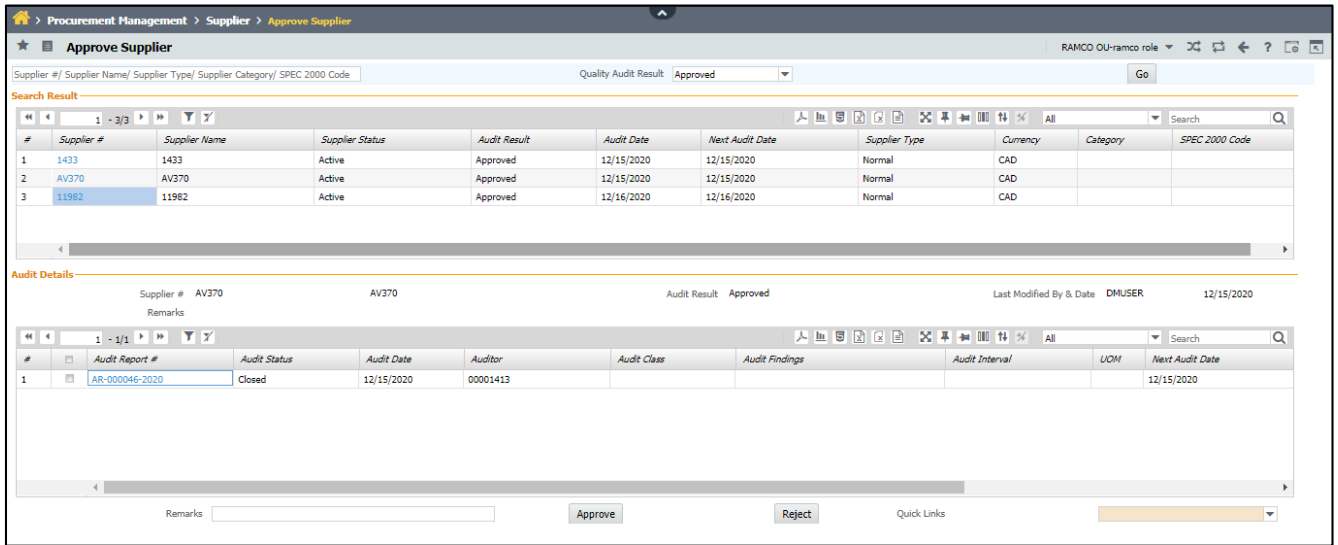 > Procurement Management > Supplier > Approve Supplier
Approve Supplier
RAMCO OU-ramco role
?
Supplier #/ Supplier Name/ Supplier Type/ Supplier Category/ SPEC 2000 Code
Quality Audit Result Approved
Go
Search Result
1 - 3/3
All
Search
# Supplier # Supplier Name Supplier Status Audit Result Audit Date Next Audit Date Supplier Type Currency Category SPEC 2000 Code
1 1433 1433 Active Approved 12/15/2020 12/15/2020 Normal CAD
2 AV370 AV370 Active Approved 12/15/2020 12/15/2020 Normal CAD
3 11982 11982 Active Approved 12/16/2020 12/16/2020 Normal CAD
Audit Details
Supplier # AV370 AV370 Audit Result Approved Last Modified By & Date DMUSER 12/15/2020
Remarks
1 - 1/1
All
Search
# Audit Report # Audit Status Audit Date Auditor Audit Class Audit Findings Audit Interval UOM Next Audit Date
1 AR-000046-2020 Closed 12/15/2020 00001413 12/15/2020
Remarks Approve Reject Quick Links